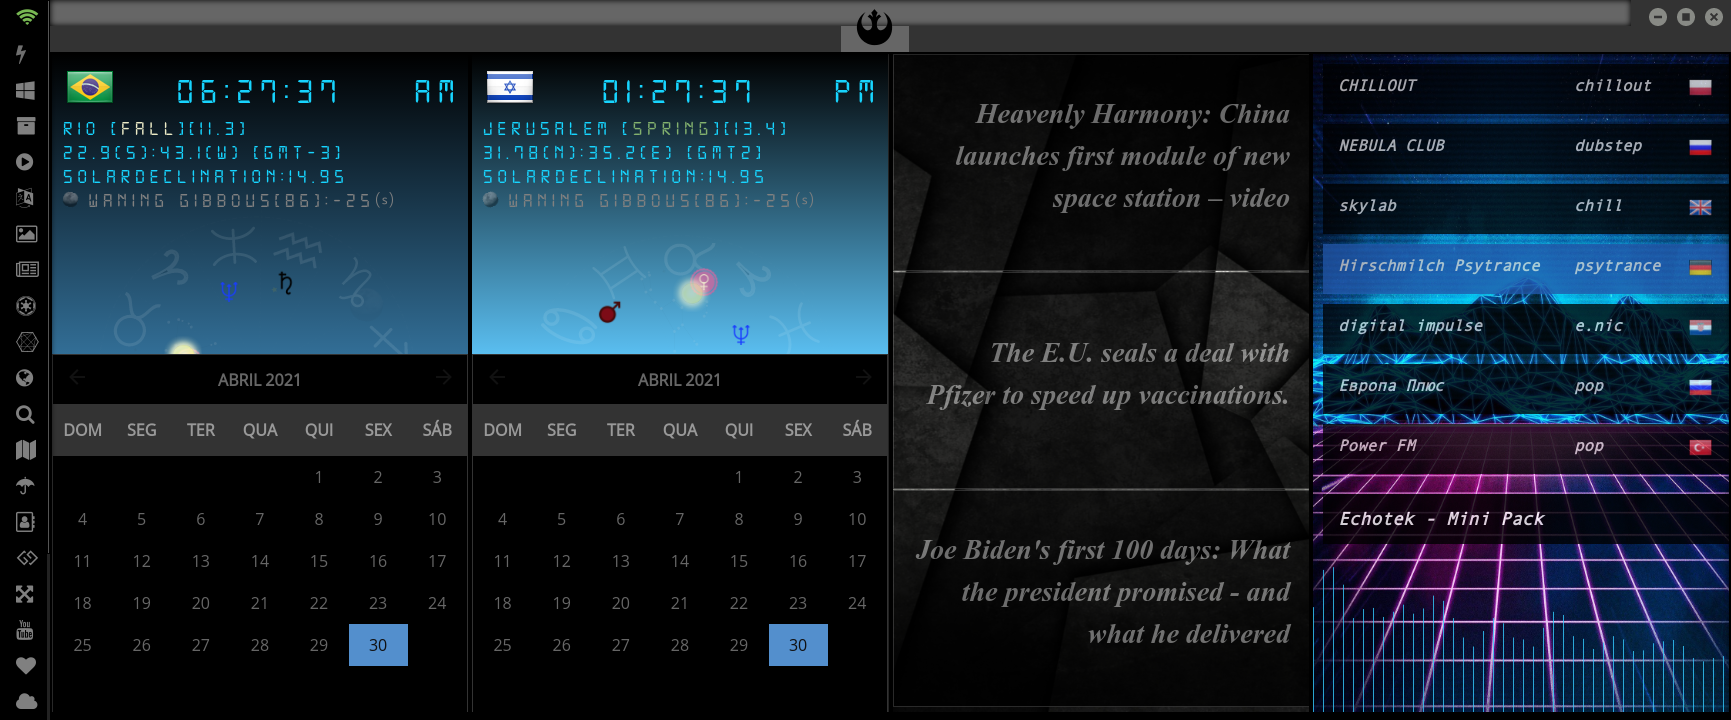 06:27:37 AM
RIO [FALL][11.3]
22.9(S):43.1(W) [GMT-3]
SOLARDECLINATION:14.95
WANING GIBBOUS[86]:-25(s)
ABRIL 2021
DOM SEG TER QUA QUI SEX SÁB
1 2 3
4 5 6 7 8 9 10
11 12 13 14 15 16 17
18 19 20 21 22 23 24
25 26 27 28 29 30
01:27:37 PM
JERUSALEM [SPRING][13.4]
31.78(N):35.2(E) [GMT2]
SOLARDECLINATION:14.95
WANING GIBBOUS[86]:-25(s)
ABRIL 2021
DOM SEG TER QUA QUI SEX SÁB
1 2 3
4 5 6 7 8 9 10
11 12 13 14 15 16 17
18 19 20 21 22 23 24
25 26 27 28 29 30
Heavenly Harmony: China
launches first module of new
space station – video
The E.U. seals a deal with
Pfizer to speed up vaccinations.
Joe Biden's first 100 days: What
the president promised - and
what he delivered
CHILLOUT chillout
NEBULA CLUB dubstep
skylab chill
Hirschmilch Psytrance psytrance
digital impulse e.nic
Европа Плюс pop
Power FM pop
Echotek - Mini Pack
You
Tube